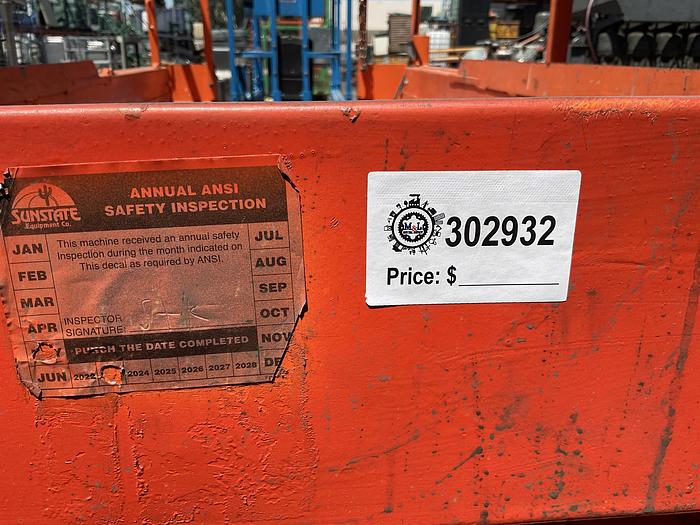 SUNSTATE
Equipment Co.
ANNUAL ANSI
SAFETY INSPECTION
This machine received an annual safety
Inspection during the month indicated on
This decal as required by ANSI.
JAN
FEB
MAR
APR
JUN
JUL
AUG
SEP
OCT
NOV
INSPECTOR
SIGNATURE:
PUNCH THE DATE COMPLETED
2022 2024 2025 2026 2027 2028
M&L
302932
Price: $